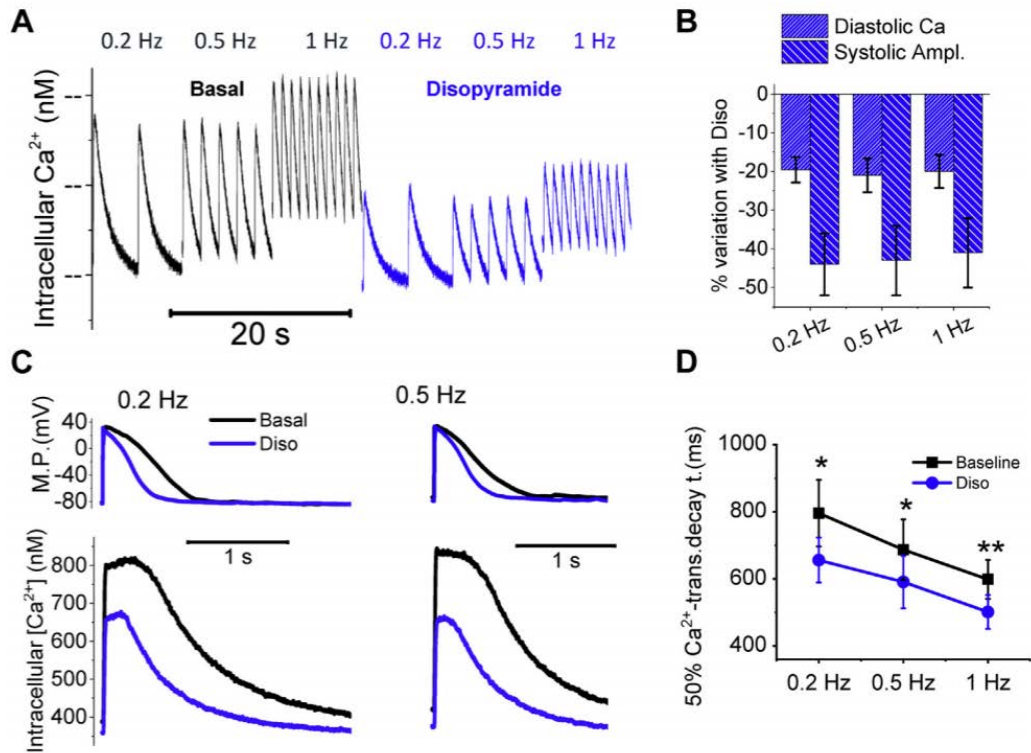 A
0.2 Hz 0.5 Hz 1 Hz 0.2 Hz 0.5 Hz 1 Hz
Basal Disopyramide
Intracellular Ca²⁺ (nM)
20 s
B
Diastolic Ca
Systolic Ampl.
% variation with Diso
0
-10
-20
-30
-40
-50
0.2 Hz 0.5 Hz 1 Hz
C
0.2 Hz 0.5 Hz
Basal
Diso
M.P.(mV)
40
0
-40
-80
1 s 1 s
Intracellular [Ca²⁺] (nM)
800
700
600
500
400
D
Baseline
Diso
50% Ca²⁺-trans.decay t.(ms)
1000
800
600
400
* * **
0.2 Hz 0.5 Hz 1 Hz